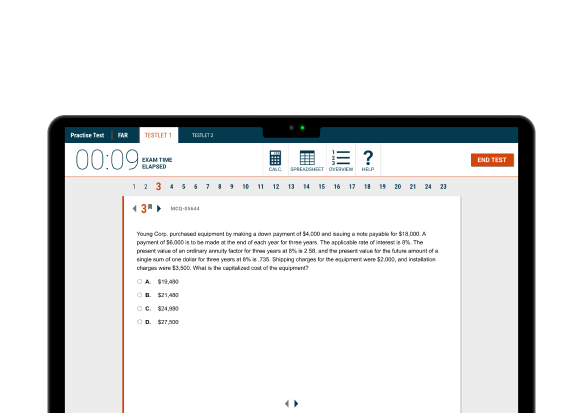 Practise Test FAR TESTLET 1 TESTLET 2
00:09 EXAM TIME
ELAPSED
CALC. SPREADSHEET OVERVIEW HELP
END TEST
1 2 3 4 5 6 7 8 9 10 11 12 13 14 15 16 17 18 19 20 21 24 23
3 MCQ-05644
Young Corp. purchased equipment by making a down payment of $4,000 and issuing a note payable for $18,000. A
payment of $6,000 is to be made at the end of each year for three years. The applicable rate of interest is 8%. The
present value of an ordinary annuity factor for three years at 8% is 2.58, and the present value for the future amount of a
single sum of one dollar for three years at 8% is .735. Shipping charges for the equipment were $2,000, and installation
charges were $3,500. What is the capitalized cost of the equipment?
A. $19,480
B. $21,480
C. $24,980
D. $27,500